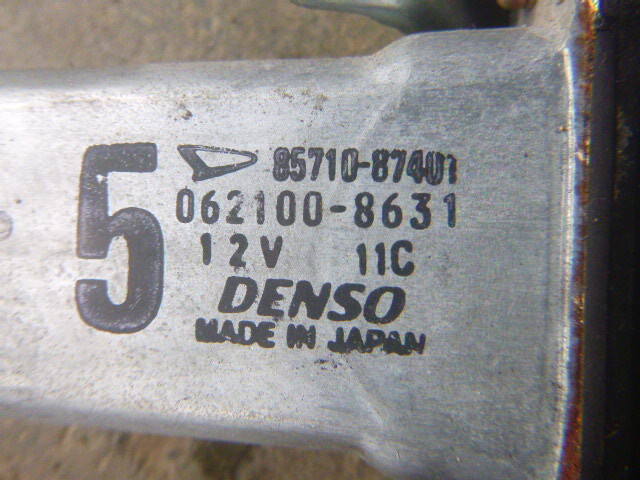 5
85710-87401
062100-8631
12V 11C
DENSO
MADE IN JAPAN